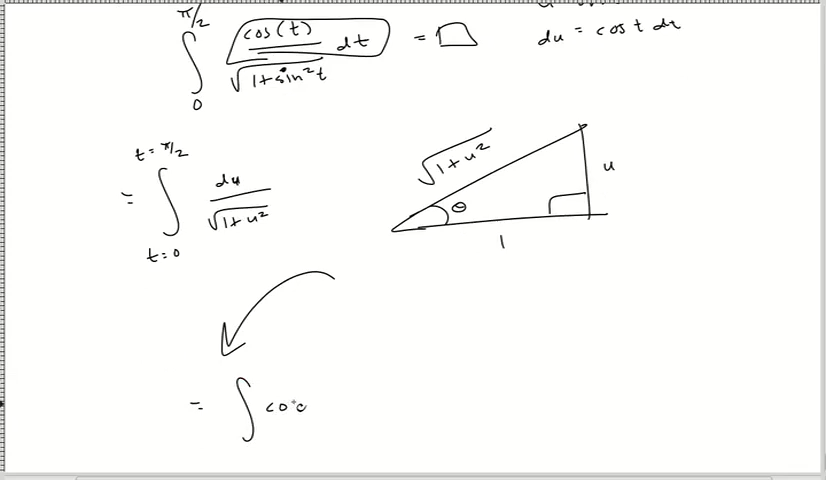 ∫₀^{π/2} cos(t)/√(1+sin²t) dt =
du = cos t dt
= ∫_{t=0}^{t=π/2} du/√(1+u²)
√(1+u²)
u
θ
1
= ∫ cos